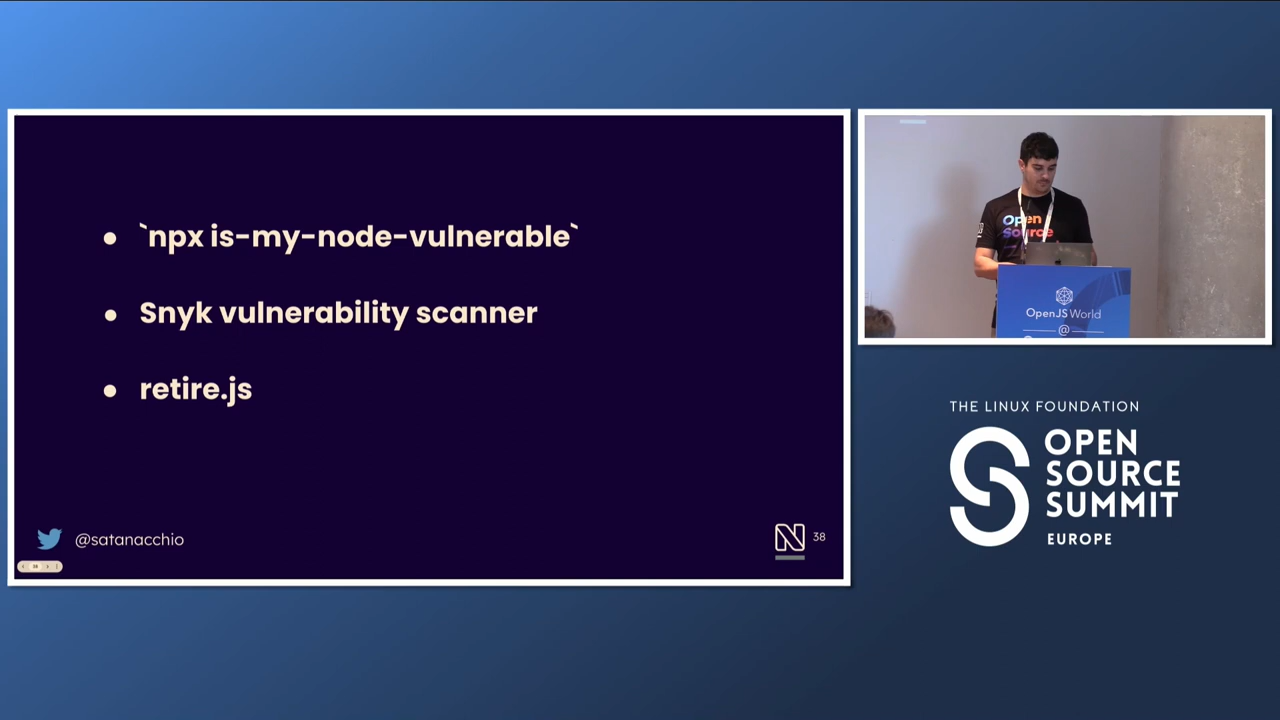 ● `npx is-my-node-vulnerable`
● Snyk vulnerability scanner
● retire.js
@satanacchio
38
Open
Source
OpenJS World
@
THE LINUX FOUNDATION
OPEN
SOURCE
SUMMIT
EUROPE